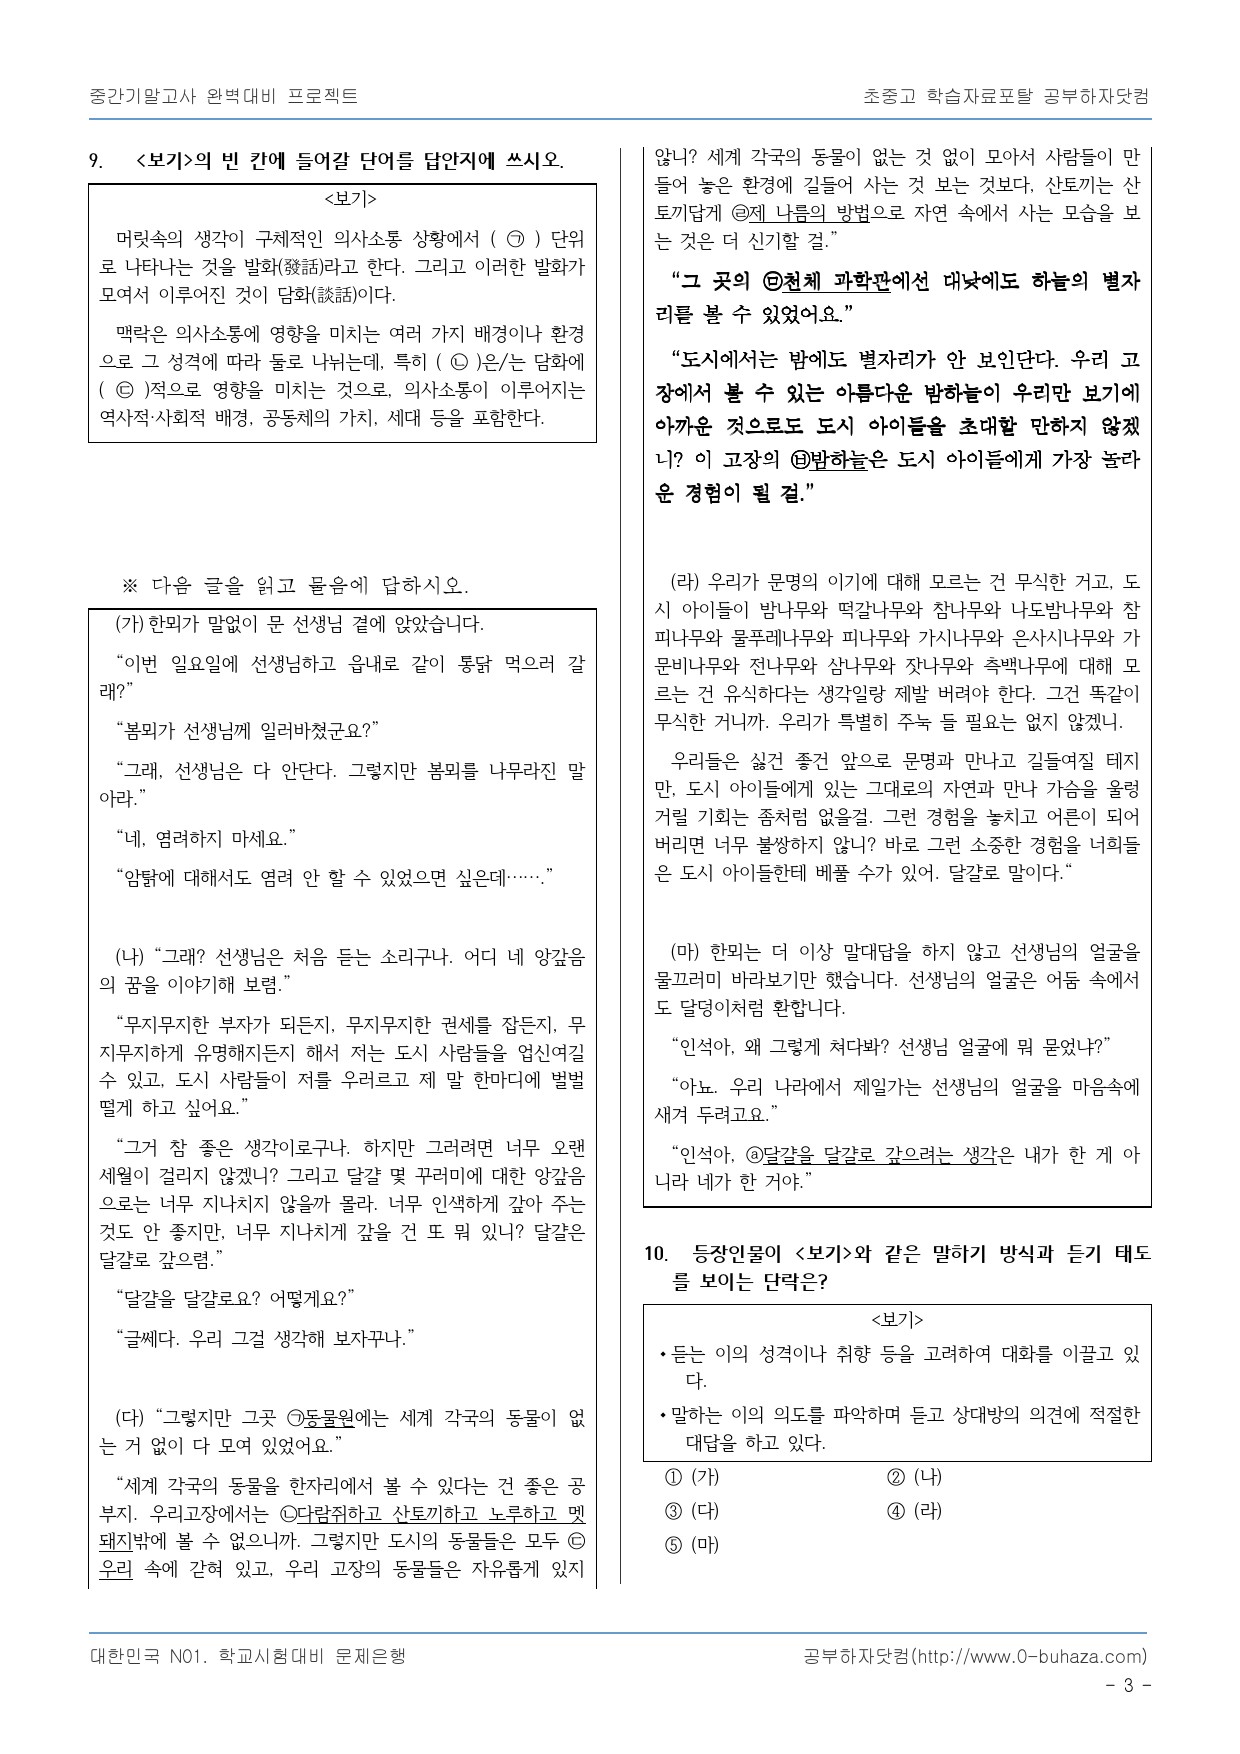 중간기말고사 완벽대비 프로젝트
초중고 학습자료포탈 공부하자닷컴
9. <보기>의 빈 칸에 들어갈 단어를 답안지에 쓰시오.
<보기>
머릿속의 생각이 구체적인 의사소통 상황에서 ( ㉠ ) 단위
로 나타나는 것을 발화(發話)라고 한다. 그리고 이러한 발화가
모여서 이루어진 것이 담화(談話)이다.
맥락은 의사소통에 영향을 미치는 여러 가지 배경이나 환경
으로 그 성격에 따라 둘로 나뉘는데, 특히 ( ㉡ )은/는 담화에
( ㉢ )적으로 영향을 미치는 것으로, 의사소통이 이루어지는
역사적·사회적 배경, 공동체의 가치, 세대 등을 포함한다.
※ 다음 글을 읽고 물음에 답하시오.
(가) 한뫼가 말없이 문 선생님 곁에 앉았습니다.
“이번 일요일에 선생님하고 읍내로 같이 통닭 먹으러 갈
래?”
“봄뫼가 선생님께 일러바쳤군요?”
“그래, 선생님은 다 안단다. 그렇지만 봄뫼를 나무라진 말
아라.”
“네, 염려하지 마세요.”
“암탉에 대해서도 염려 안 할 수 있었으면 싶은데…….”
(나) “그래? 선생님은 처음 듣는 소리구나. 어디 네 앙갚음
의 꿈을 이야기해 보렴.”
“무지무지한 부자가 되든지, 무지무지한 권세를 잡든지, 무
지무지하게 유명해지든지 해서 저는 도시 사람들을 업신여길
수 있고, 도시 사람들이 저를 우러르고 제 말 한마디에 벌벌
떨게 하고 싶어요.”
“그거 참 좋은 생각이로구나. 하지만 그러려면 너무 오랜
세월이 걸리지 않겠니? 그리고 달걀 몇 꾸러미에 대한 앙갚음
으로는 너무 지나치지 않을까 몰라. 너무 인색하게 갚아 주는
것도 안 좋지만, 너무 지나치게 갚을 건 또 뭐 있니? 달걀은
달걀로 갚으렴.”
“달걀을 달걀로요? 어떻게요?”
“글쎄다. 우리 그걸 생각해 보자꾸나.”
(다) “그렇지만 그곳 ㉠동물원에는 세계 각국의 동물이 없
는 거 없이 다 모여 있었어요.”
“세계 각국의 동물을 한자리에서 볼 수 있다는 건 좋은 공
부지. 우리고장에서는 ㉡다람쥐하고 산토끼하고 노루하고 멧
돼지밖에 볼 수 없으니까. 그렇지만 도시의 동물들은 모두 ㉢
우리 속에 갇혀 있고, 우리 고장의 동물들은 자유롭게 있지
않니? 세계 각국의 동물이 없는 것 없이 모아서 사람들이 만
들어 놓은 환경에 길들어 사는 것 보는 것보다, 산토끼는 산
토끼답게 ㉣제 나름의 방법으로 자연 속에서 사는 모습을 보
는 것은 더 신기할 걸.”
“그 곳의 ㉤천체 과학관에선 대낮에도 하늘의 별자
리를 볼 수 있었어요.”
“도시에서는 밤에도 별자리가 안 보인단다. 우리 고
장에서 볼 수 있는 아름다운 밤하늘이 우리만 보기에
아까운 것으로도 도시 아이들을 초대할 만하지 않겠
니? 이 고장의 ㉥밤하늘은 도시 아이들에게 가장 놀라
운 경험이 될 걸.”
(라) 우리가 문명의 이기에 대해 모르는 건 무식한 거고, 도
시 아이들이 밤나무와 떡갈나무와 참나무와 나도밤나무와 참
피나무와 물푸레나무와 피나무와 가시나무와 은사시나무와 가
문비나무와 전나무와 삼나무와 잣나무와 측백나무에 대해 모
르는 건 유식하다는 생각일랑 제발 버려야 한다. 그건 똑같이
무식한 거니까. 우리가 특별히 주눅 들 필요는 없지 않겠니.
우리들은 싫건 좋건 앞으로 문명과 만나고 길들여질 테지
만, 도시 아이들에게 있는 그대로의 자연과 만나 가슴을 울렁
거릴 기회는 좀처럼 없을걸. 그런 경험을 놓치고 어른이 되어
버리면 너무 불쌍하지 않니? 바로 그런 소중한 경험을 너희들
은 도시 아이들한테 베풀 수가 있어. 달걀로 말이다.“
(마) 한뫼는 더 이상 말대답을 하지 않고 선생님의 얼굴을
물끄러미 바라보기만 했습니다. 선생님의 얼굴은 어둠 속에서
도 달덩이처럼 환합니다.
“인석아, 왜 그렇게 쳐다봐? 선생님 얼굴에 뭐 묻었냐?”
“아뇨. 우리 나라에서 제일가는 선생님의 얼굴을 마음속에
새겨 두려고요.”
“인석아, ⓐ달걀을 달걀로 갚으려는 생각은 내가 한 게 아
니라 네가 한 거야.”
10. 등장인물이 <보기>와 같은 말하기 방식과 듣기 태도
를 보이는 단락은?
<보기>
• 듣는 이의 성격이나 취향 등을 고려하여 대화를 이끌고 있
다.
• 말하는 이의 의도를 파악하며 듣고 상대방의 의견에 적절한
대답을 하고 있다.
① (가) ② (나)
③ (다) ④ (라)
⑤ (마)
대한민국 N01. 학교시험대비 문제은행
공부하자닷컴(http://www.0-buhaza.com)
- 3 -